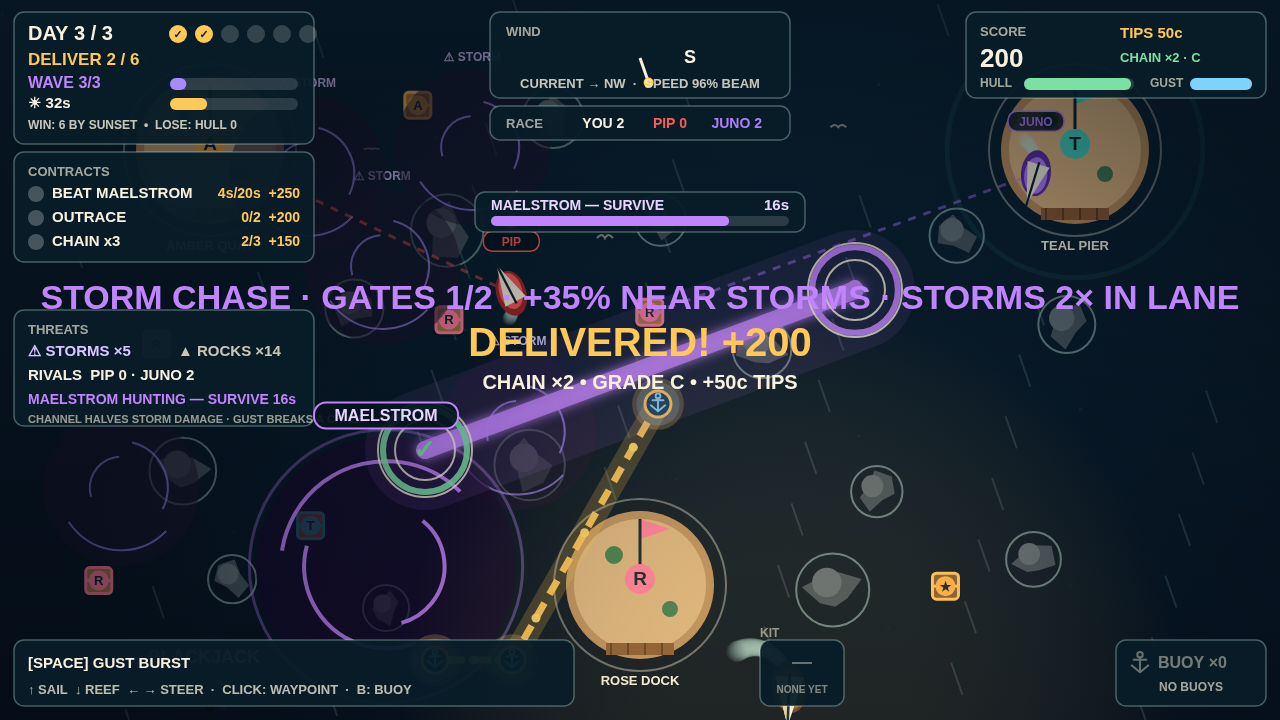 DAY 3 / 3
DELIVER 2 / 6
WAVE 3/3
☀ 32s
WIN: 6 BY SUNSET • LOSE: HULL 0
CONTRACTS
BEAT MAELSTROM 4s/20s +250
OUTRACE 0/2 +200
CHAIN x3 2/3 +150
WIND
S
CURRENT → NW · SPEED 96% BEAM
RACE YOU 2 PIP 0 JUNO 2
MAELSTROM — SURVIVE 16s
SCORE TIPS 50c
200 CHAIN ×2 · C
HULL GUST
⚠ STORM
STORM
A
A
⚠ STORM
PIP
JUNO
T
TEAL PIER
AMBER QU
STORM CHASE · GATES 1/2 · +35% NEAR STORMS · STORMS 2× IN LANE
DELIVERED! +200
CHAIN ×2 • GRADE C • +50c TIPS
R
R
R
⚠ STORM
THREATS
⚠ STORMS ×5 ▲ ROCKS ×14
RIVALS PIP 0 · JUNO 2
MAELSTROM HUNTING — SURVIVE 16s
CHANNEL HALVES STORM DAMAGE · GUST BREAKS
MAELSTROM
T
R
R
★
ROSE DOCK
BLACKJACK
[SPACE] GUST BURST
↑ SAIL ↓ REEF ← → STEER · CLICK: WAYPOINT · B: BUOY
KIT
—
NONE YET
BUOY ×0
NO BUOYS